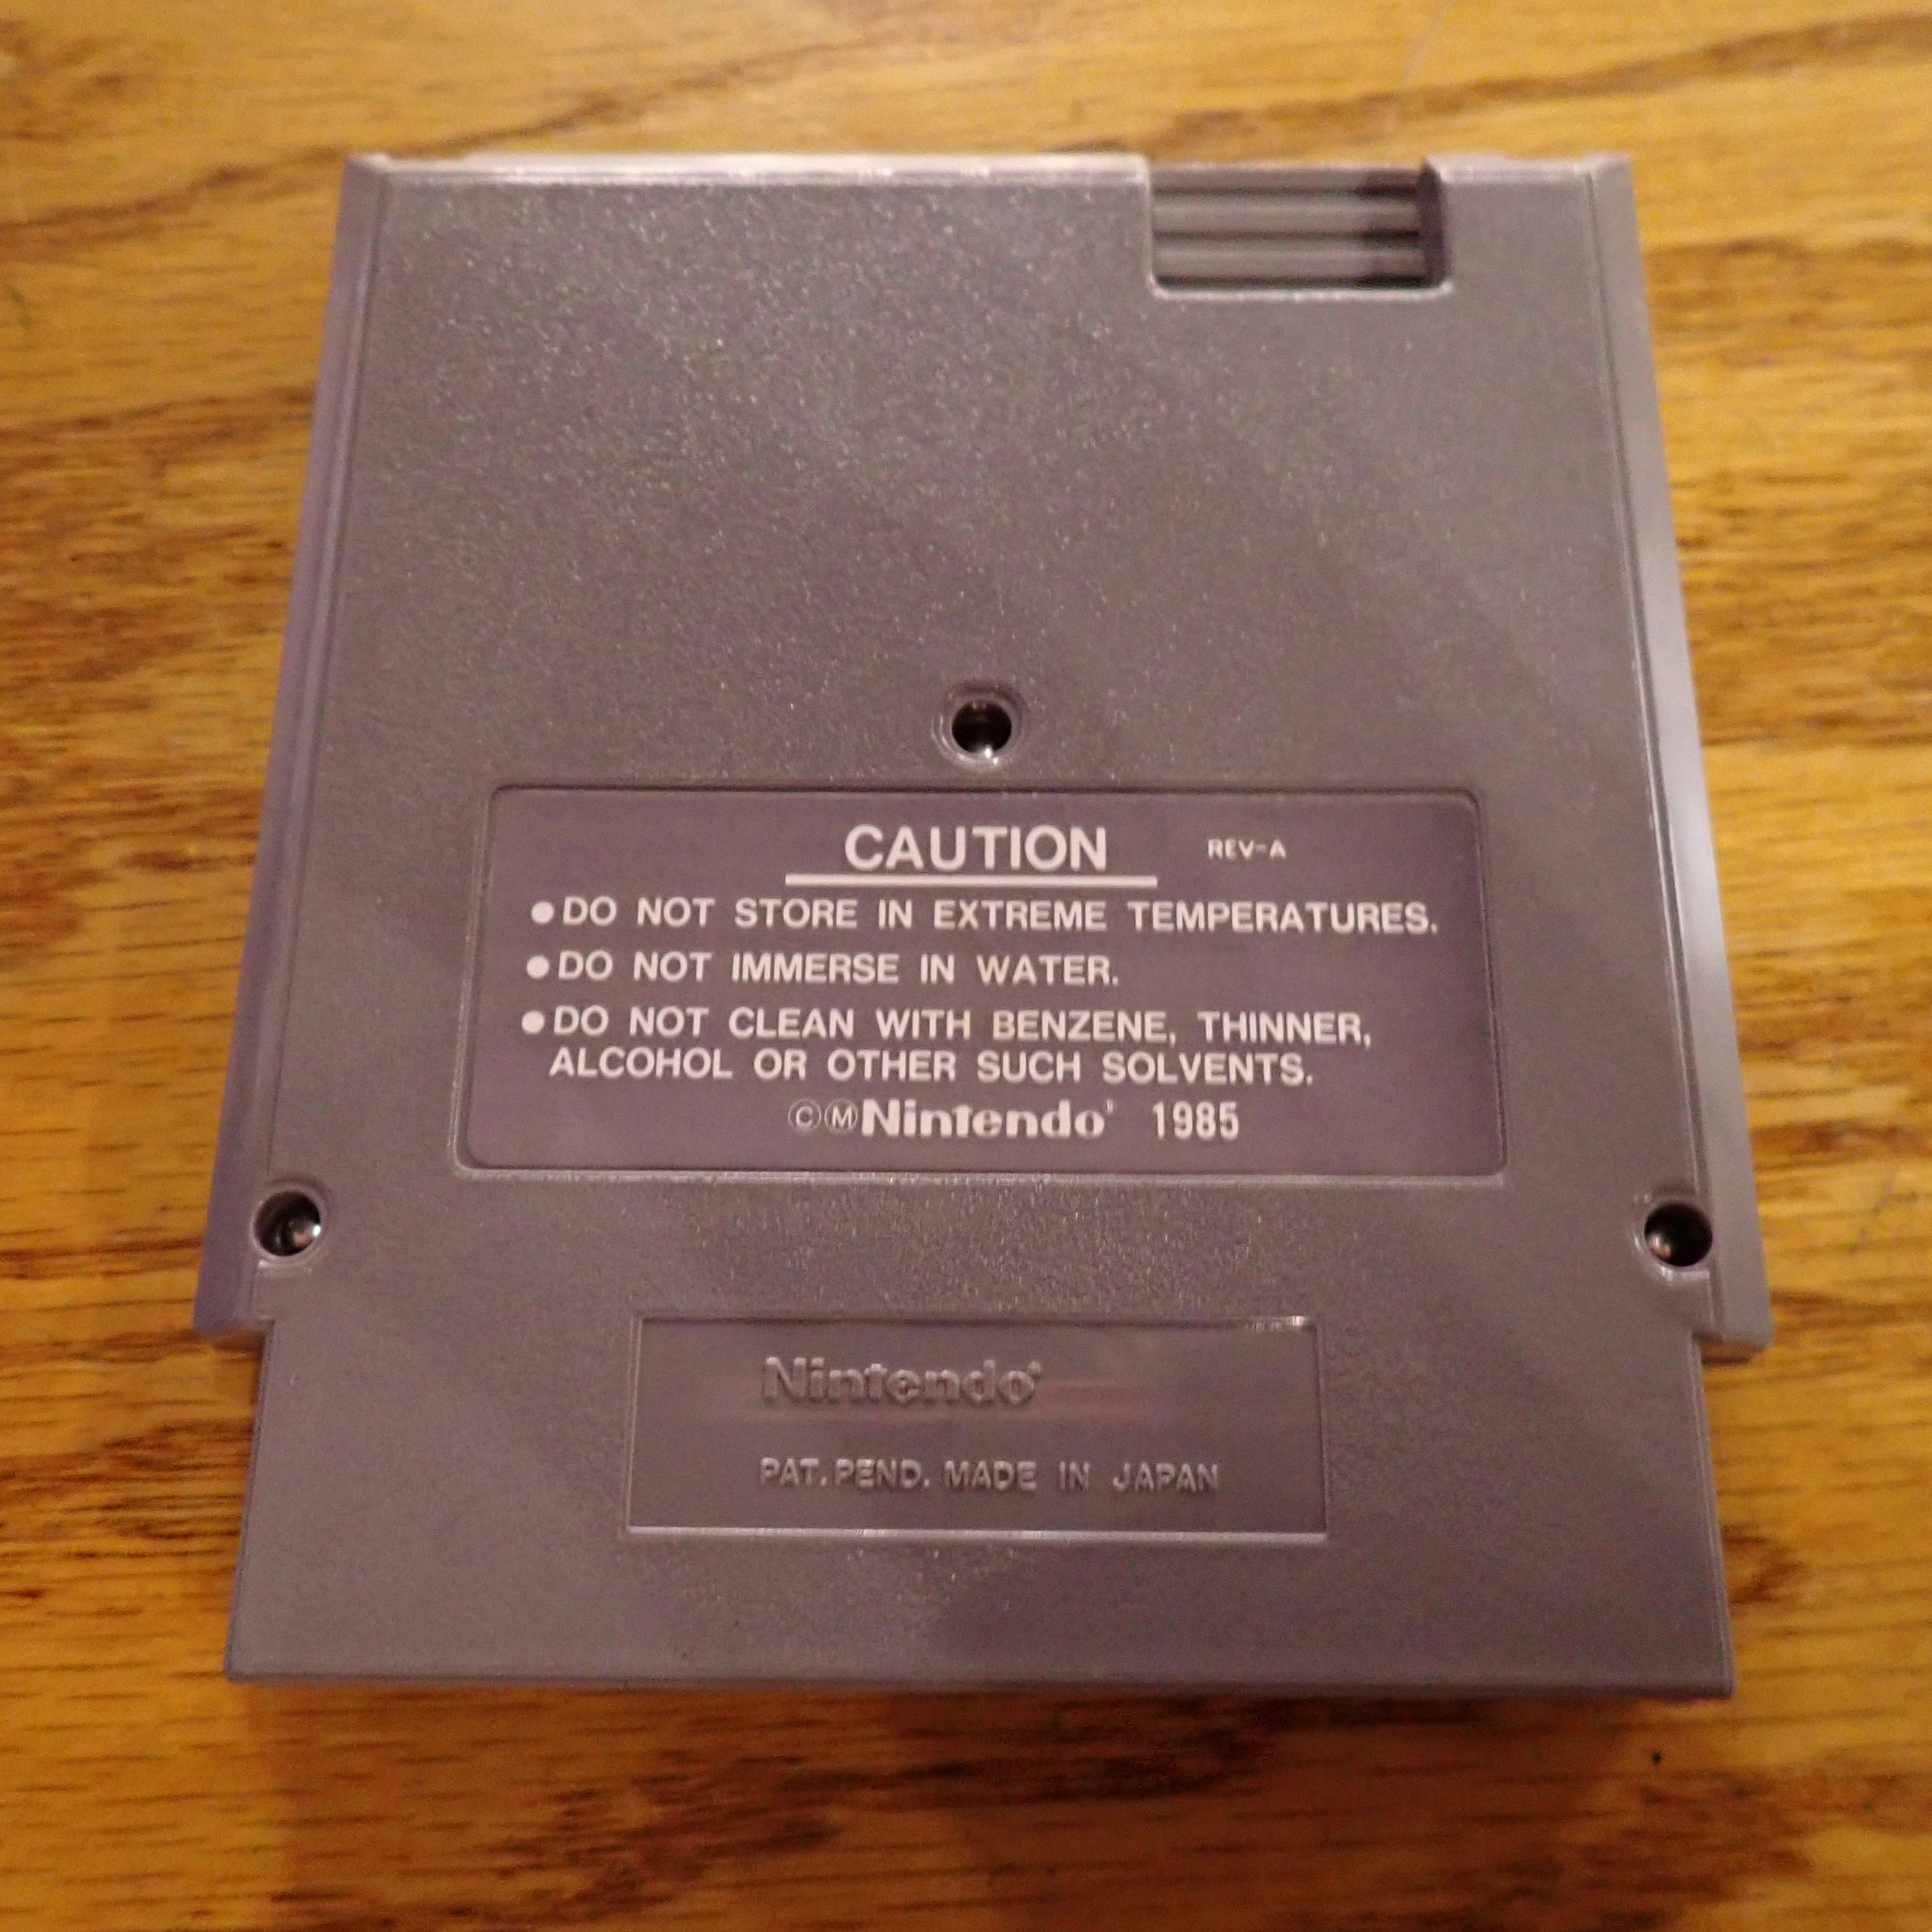 CAUTION REV-A
●DO NOT STORE IN EXTREME TEMPERATURES.
●DO NOT IMMERSE IN WATER.
●DO NOT CLEAN WITH BENZENE, THINNER,
ALCOHOL OR OTHER SUCH SOLVENTS.
ⒸⓂNintendo® 1985
Nintendo®
PAT. PEND. MADE IN JAPAN